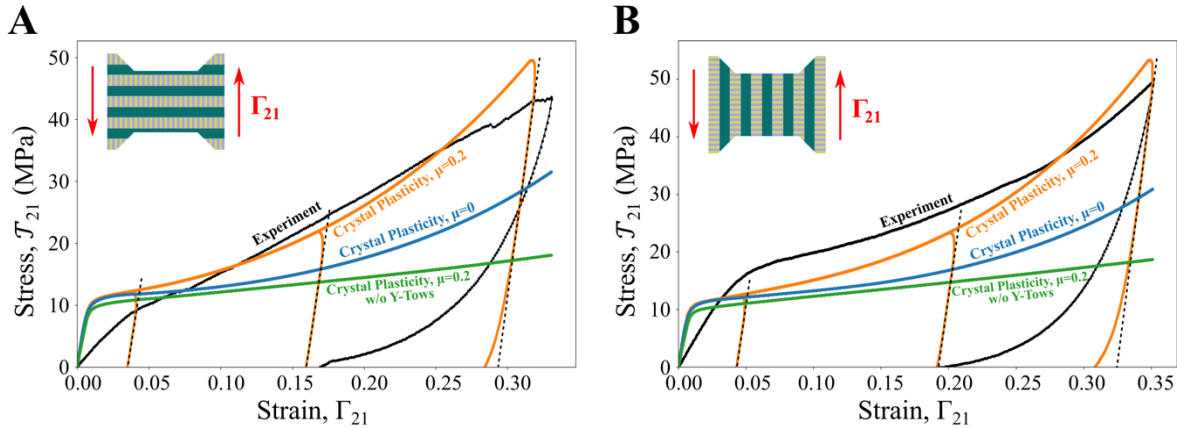 A
Stress, 𝒯21 (MPa)
50
40
30
20
10
0
Γ21
Experiment
Crystal Plasticity, μ=0.2
Crystal Plasticity, μ=0
Crystal Plasticity, μ=0.2
w/o Y-Tows
0.00 0.05 0.10 0.15 0.20 0.25 0.30
Strain, Γ21
B
Stress, 𝒯21 (MPa)
50
40
30
20
10
0
Γ21
Experiment
Crystal Plasticity, μ=0.2
Crystal Plasticity, μ=0
Crystal Plasticity, μ=0.2
w/o Y-Tows
0.00 0.05 0.10 0.15 0.20 0.25 0.30 0.35
Strain, Γ21